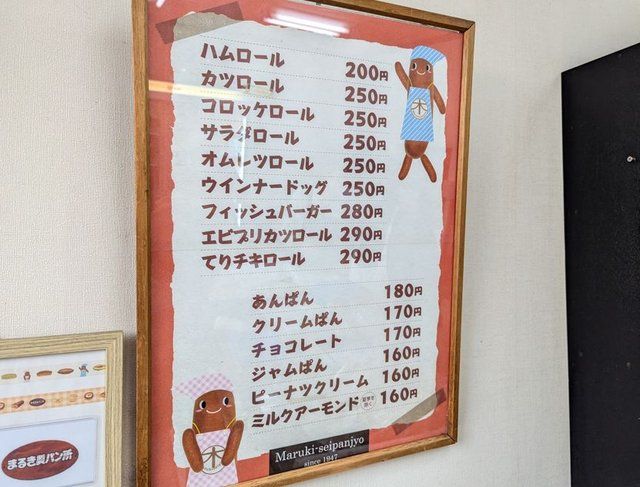 ハムロール 200円
カツロール 250円
コロッケロール 250円
サラダロール 250円
オムレツロール 250円
ウインナードッグ 250円
フィッシュバーガー 280円
エビプリカツロール 290円
てりチキロール 290円
あんぱん 180円
クリームぱん 170円
チョコレート 170円
ジャムぱん 160円
ピーナツクリーム 160円
ミルクアーモンド 160円
Maruki-seipanjyo
since 1947
木
木
まるき製パン所